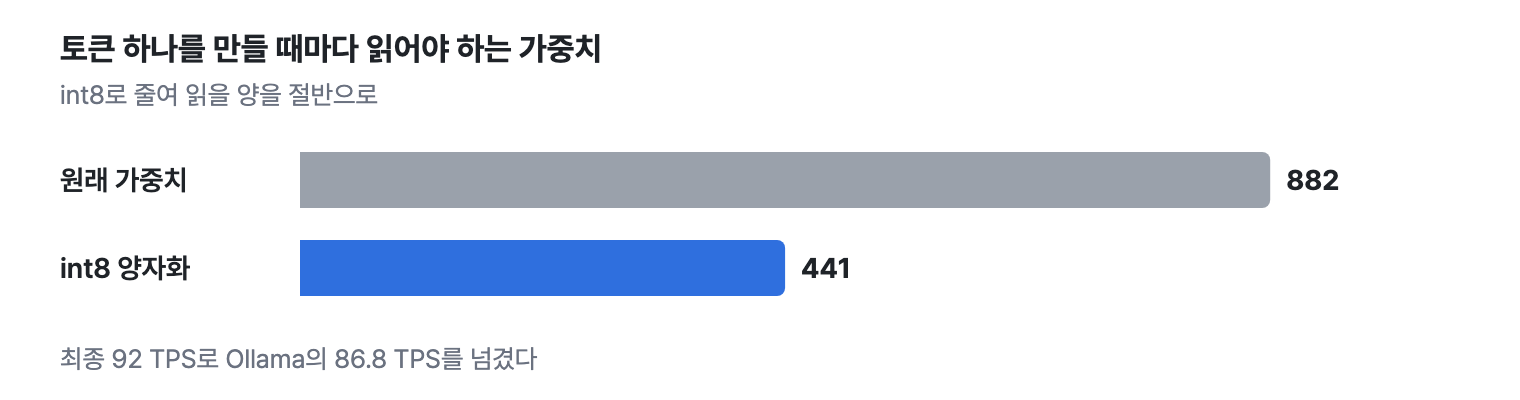 토큰 하나를 만들 때마다 읽어야 하는 가중치
int8로 줄여 읽을 양을 절반으로
원래 가중치 882
int8 양자화 441
최종 92 TPS로 Ollama의 86.8 TPS를 넘겼다